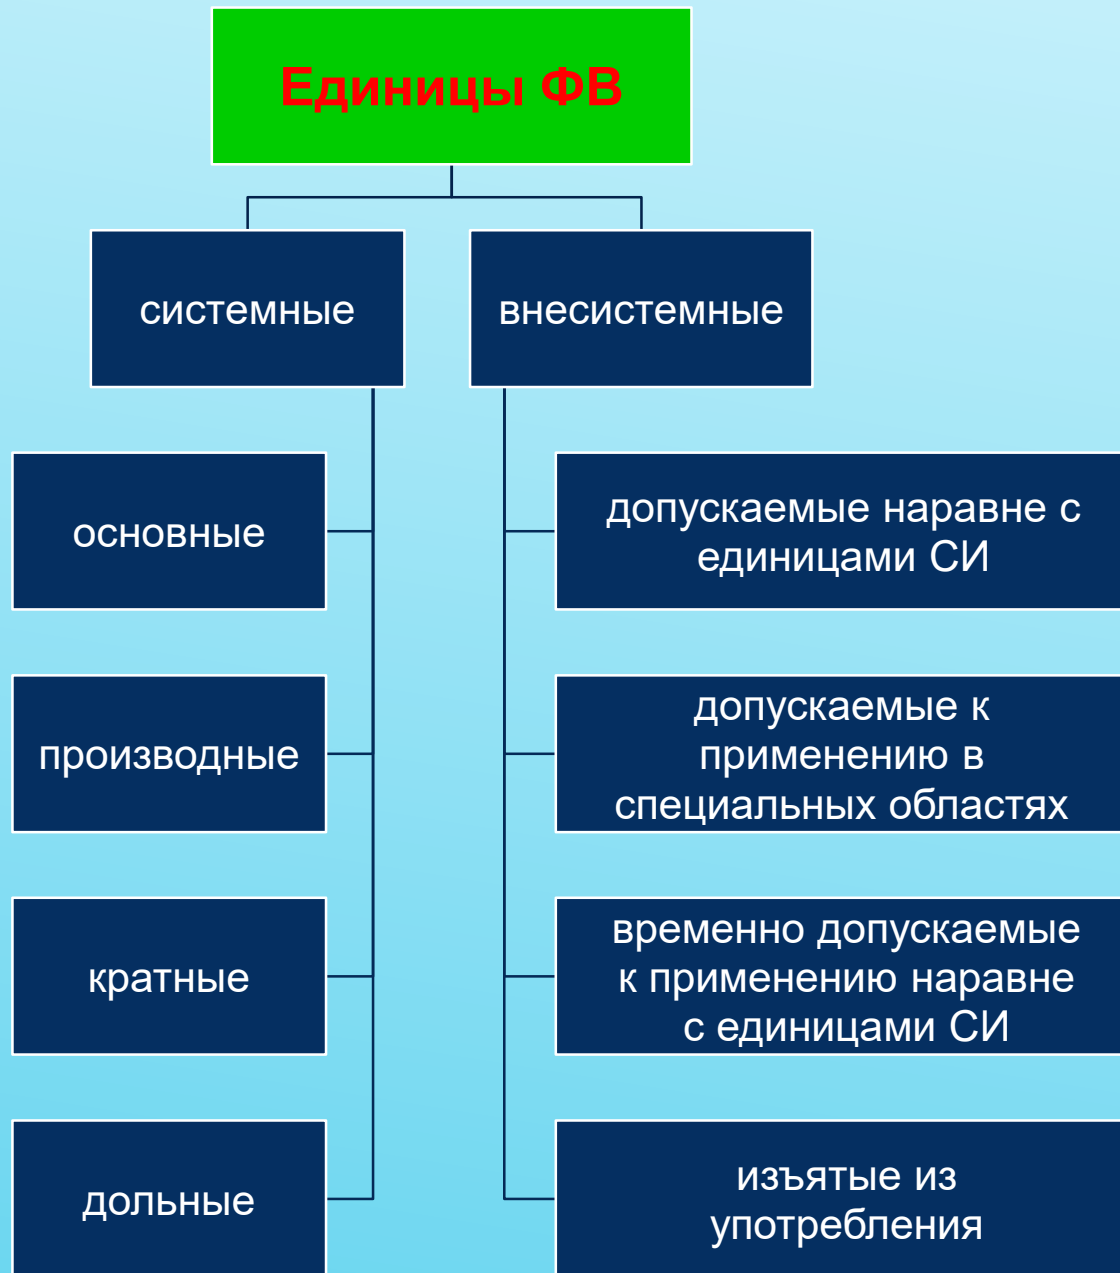 Единицы ФВ
системные
внесистемные
основные
допускаемые наравне с
единицами СИ
производные
допускаемые к
применению в
специальных областях
кратные
временно допускаемые
к применению наравне
с единицами СИ
дольные
изъятые из
употребления